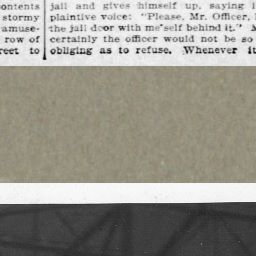 ontents
stormy
amuse-
row of
reet to
jail and gives himself up, saying i
plaintive voice: "Please, Mr. Officer,
the jail door with me'self behind it."
certainly the officer would not be so
obliging as to refuse. Whenever it